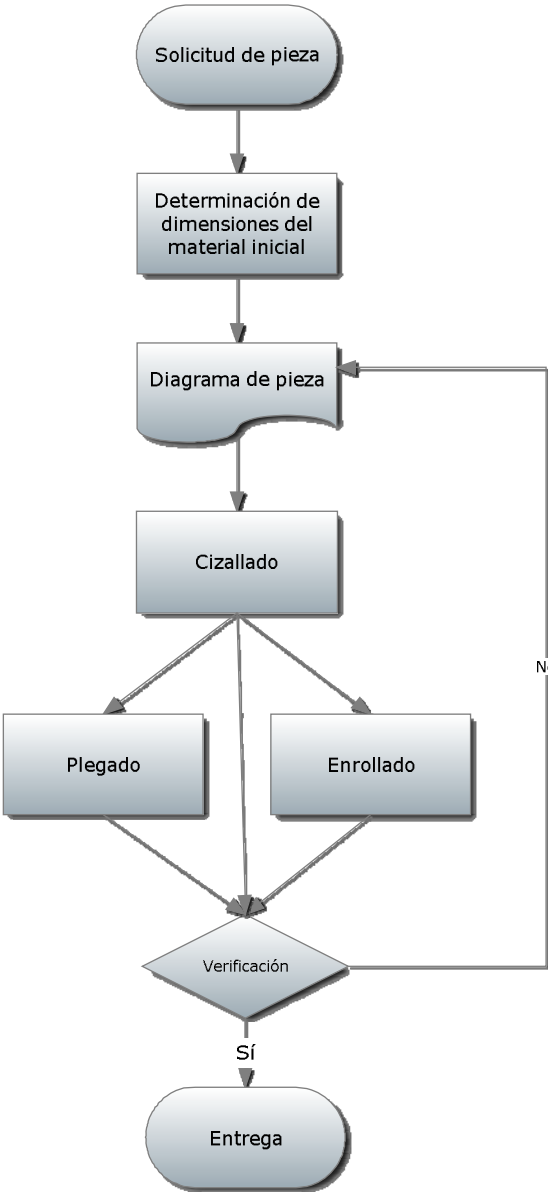 Solicitud de pieza
Determinación de
dimensiones del
material inicial
Diagrama de pieza
Cizallado
Plegado
Enrollado
Verificación
Sí
Entrega